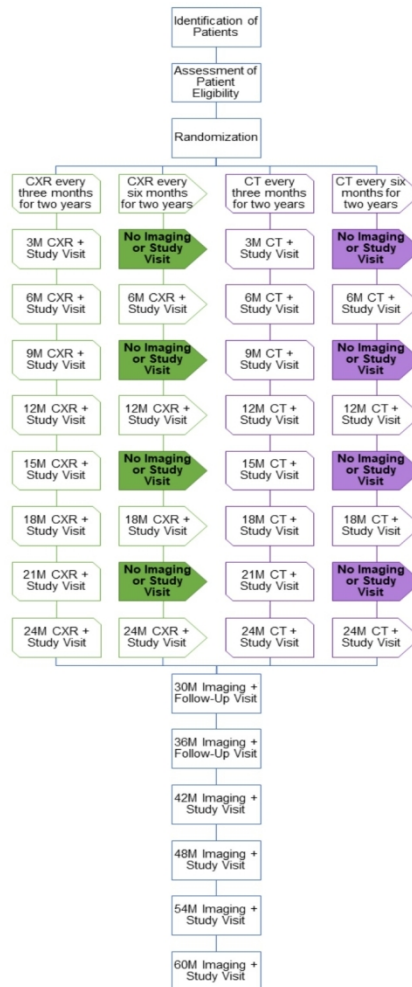 Identification of
Patients
Assessment of
Patient
Eligibility
Randomization
CXR every
three months
for two years
CXR every
six months
for two years
CT every
three months
for two years
CT every six
months for
two years
3M CXR +
Study Visit
No Imaging
or Study
Visit
3M CT +
Study Visit
No Imaging
or Study
Visit
6M CXR +
Study Visit
6M CXR +
Study Visit
6M CT +
Study Visit
6M CT +
Study Visit
9M CXR +
Study Visit
No Imaging
or Study
Visit
9M CT +
Study Visit
No Imaging
or Study
Visit
12M CXR +
Study Visit
12M CXR +
Study Visit
12M CT +
Study Visit
12M CT +
Study Visit
15M CXR +
Study Visit
No Imaging
or Study
Visit
15M CT +
Study Visit
No Imaging
or Study
Visit
18M CXR +
Study Visit
18M CXR +
Study Visit
18M CT +
Study Visit
18M CT +
Study Visit
21M CXR +
Study Visit
No Imaging
or Study
Visit
21M CT +
Study Visit
No Imaging
or Study
Visit
24M CXR +
Study Visit
24M CXR +
Study Visit
24M CT +
Study Visit
24M CT +
Study Visit
30M Imaging +
Follow-Up Visit
36M Imaging +
Follow-Up Visit
42M Imaging +
Study Visit
48M Imaging +
Study Visit
54M Imaging +
Study Visit
60M Imaging +
Study Visit